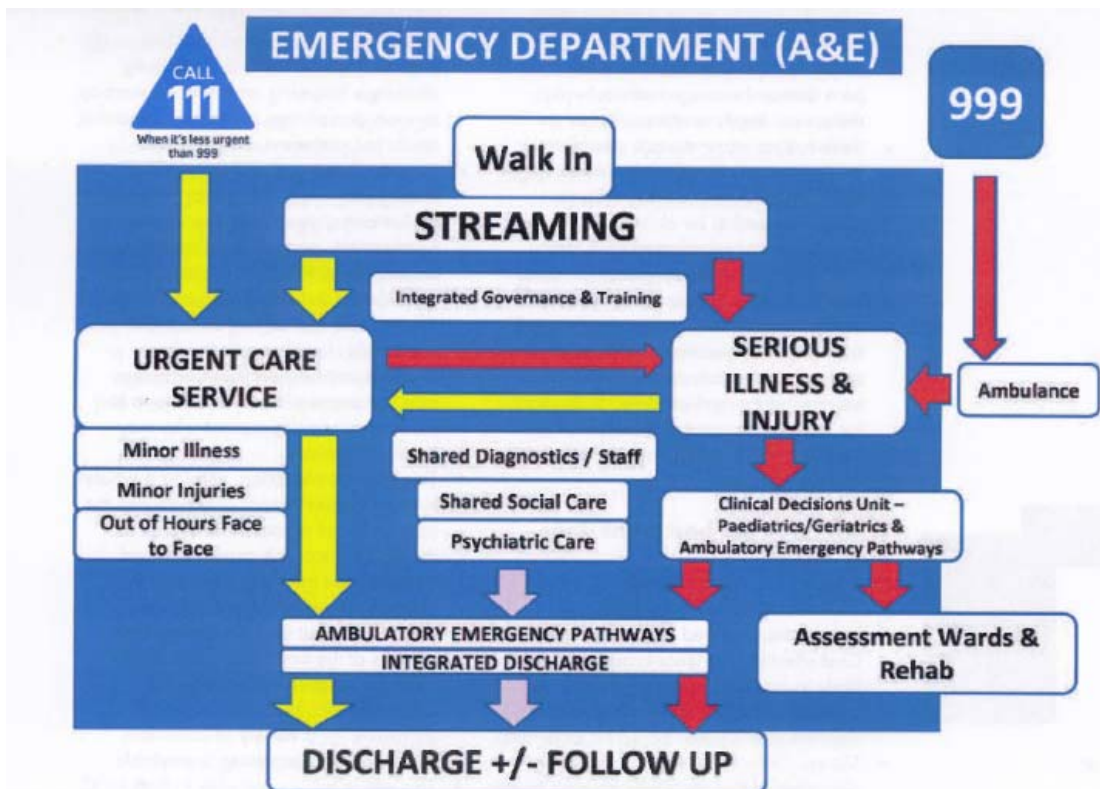 EMERGENCY DEPARTMENT (A&E)
CALL
111
When it's less urgent
than 999
999
Walk In
STREAMING
Integrated Governance & Training
URGENT CARE
SERVICE
SERIOUS
ILLNESS &
INJURY
Ambulance
Minor Illness
Minor Injuries
Out of Hours Face
to Face
Shared Diagnostics / Staff
Shared Social Care
Psychiatric Care
Clinical Decisions Unit –
Paediatrics/Geriatrics &
Ambulatory Emergency Pathways
AMBULATORY EMERGENCY PATHWAYS
INTEGRATED DISCHARGE
Assessment Wards &
Rehab
DISCHARGE +/- FOLLOW UP